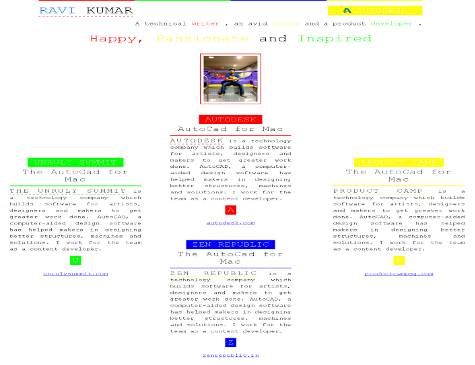 RAVI KUMAR
A AUTODESK
A technical writer , an avid reader and a product developer .
Happy, Passionate and Inspired
AUTODESK
AutoCad for Mac
AUTODESK is a technology
company which builds software
for artists, designers and
makers to get greater work
done. AutoCAD, a computer-
aided design software has
helped makers in designing
better structures, machines
and solutions. I work for the
team as a content developer.
A
autodesk.com
UNRULY SUMMIT
The AutoCad for
Mac
THE UNRULY SUMMIT is
a technology company which
builds software for artists,
designers and makers to get
greater work done. AutoCAD, a
computer-aided design software
has helped makers in designing
better structures, machines and
solutions. I work for the team
as a content developer.
U
unrulysummit.com
PRODUCT CAMP
The AutoCad for
Mac
PRODUCT CAMP is a
technology company which builds
software for artists, designers
and makers to get greater work
done. AutoCAD, a computer-aided
design software has helped
makers in designing better
structures, machines and
solutions. I work for the team
as a content developer.
productcampg.com
ZEN REPUBLIC
The AutoCad for
Mac
ZEN REPUBLIC is a
technology company which
builds software for artists,
designers and makers to get
greater work done. AutoCAD, a
computer-aided design software
has helped makers in designing
better structures, machines
and solutions. I work for the
team as a content developer.
Z
zenrepublic.in